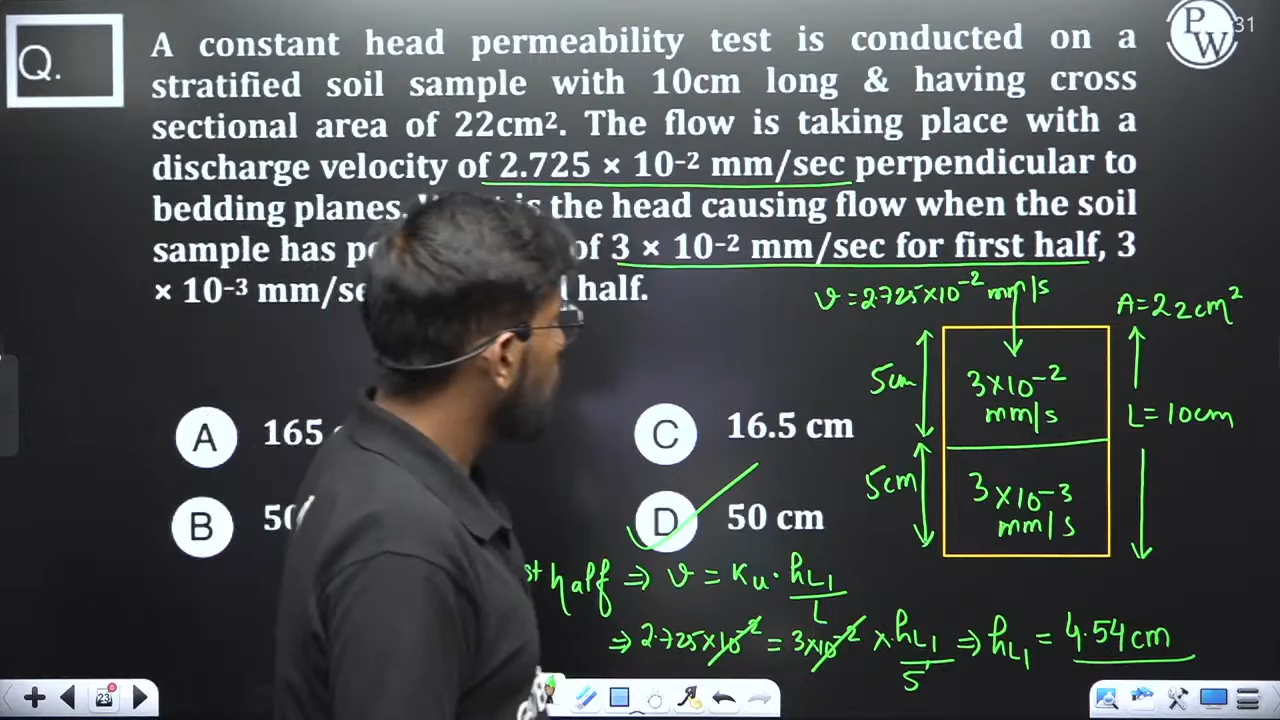 Q.
PW
31
A constant head permeability test is conducted on a
stratified soil sample with 10cm long & having cross
sectional area of 22cm². The flow is taking place with a
discharge velocity of 2.725 × 10⁻² mm/sec perpendicular to
bedding planes. is the head causing flow when the soil
sample has of 3 × 10⁻² mm/sec for first half, 3
× 10⁻³ mm/se half.
A 165
C 16.5 cm
B
D 50 cm
v = 2.725×10⁻² mm/s
A = 22cm²
5cm
3×10⁻²
mm/s
L = 10cm
5cm
3×10⁻³
mm/s
half ⇒ v = Ku · hL1/L
⇒ 2.725×10⁻² = 3×10⁻² × hL1/5 ⇒ hL1 = 4.54cm
23